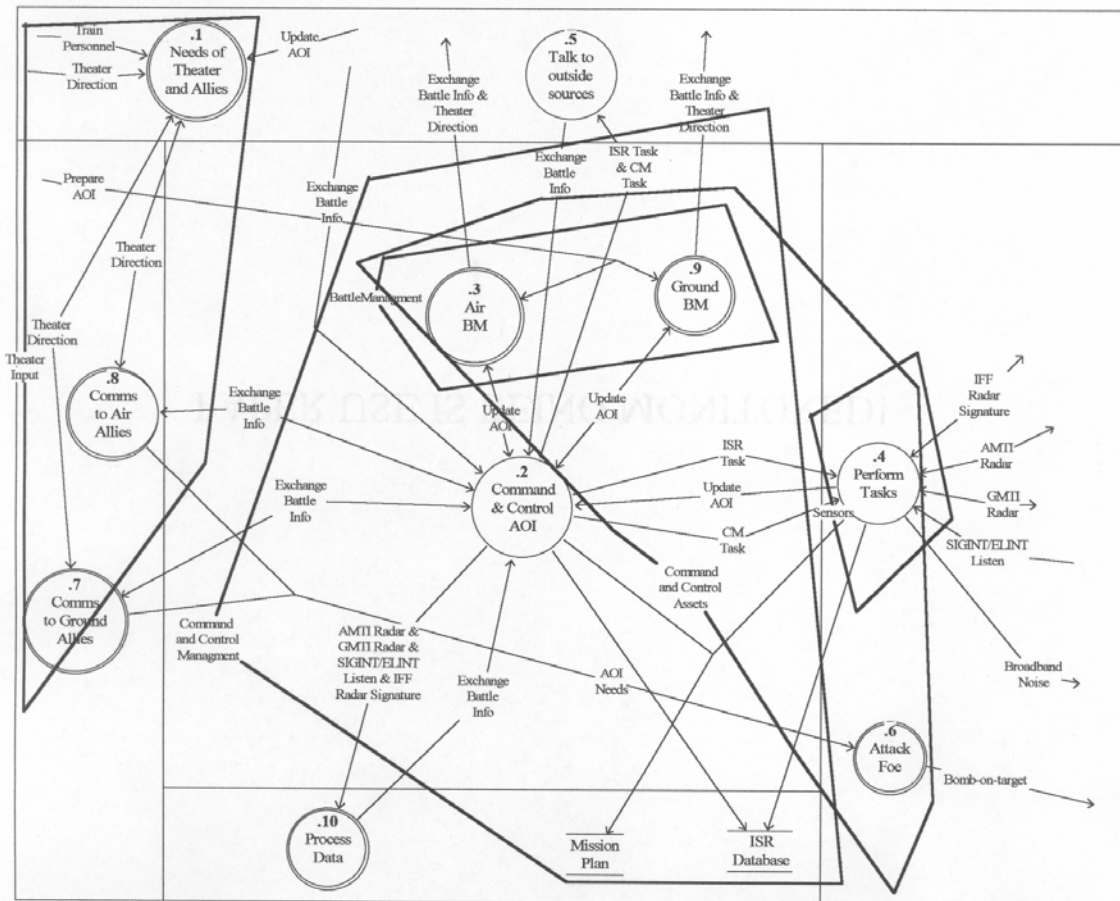 Train
Personnel
Theater
Direction
.1
Needs of
Theater
and Allies
Update
AOI
Exchange
Battle Info &
Theater
Direction
.5
Talk to
outside
sources
Exchange
Battle Info &
Theater
Direction
Prepare
AOI
Exchange
Battle
Info
Exchange
Battle
Info
ISR Task
& CM
Task
Theater
Direction
BattleManagment
.3
Air
BM
.9
Ground
BM
Theater
Direction
Theater
Input
.8
Comms
to Air
Allies
Exchange
Battle
Info
Update
AOI
Update
AOI
IFF
Radar
Signature
ISR
Task
.4
Perform
Tasks
AMTI
Radar
Exchange
Battle
Info
.2
Command
& Control
AOI
Update
AOI
Sensors
GMTI
Radar
CM
Task
SIGINT/ELINT
Listen
.7
Comms
to Ground
Allies
Command
and Control
Managment
AMTI Radar &
GMTI Radar &
SIGINT/ELINT
Listen & IFF
Radar Signature
Exchange
Battle
Info
AOI
Needs
Command
and Control
Assets
Broadband
Noise
.6
Attack
Foe
Bomb-on-target
.10
Process
Data
Mission
Plan
ISR
Database